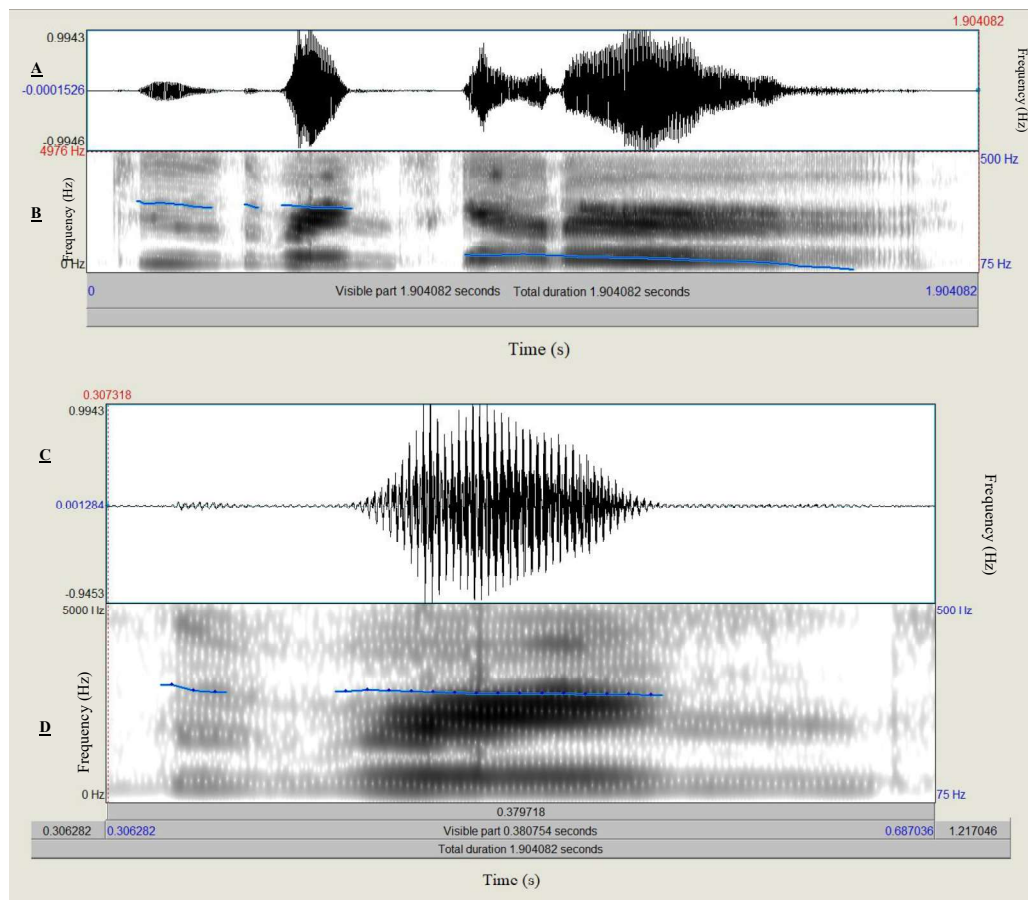 1.904082
0.9943
A
-0.0001526
-0.9946
Frequency (Hz)
4976 Hz
500 Hz
B
Frequency (Hz)
0 Hz
75 Hz
0
Visible part 1.904082 seconds Total duration 1.904082 seconds
1.904082
Time (s)
0.307318
0.9943
C
0.001284
-0.9453
Frequency (Hz)
5000 Hz
500 Hz
D
Frequency (Hz)
0 Hz
75 Hz
0.379718
0.306282
0.306282
Visible part 0.380754 seconds
0.687036
1.217046
Total duration 1.904082 seconds
Time (s)